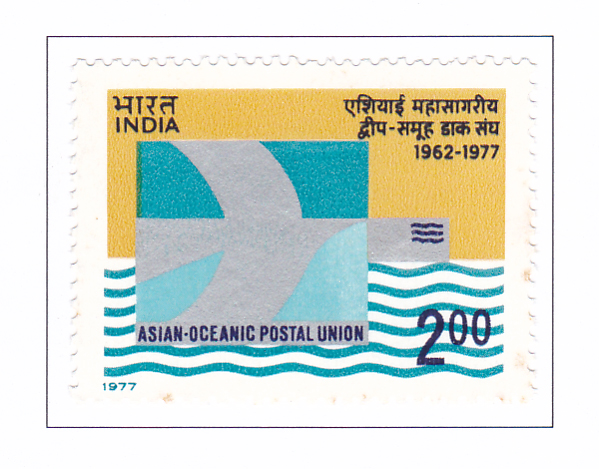 भारत
INDIA
एशियाई महासागरीय
द्वीप-समूह डाक संघ
1962-1977
ASIAN-OCEANIC POSTAL UNION
2.00
1977